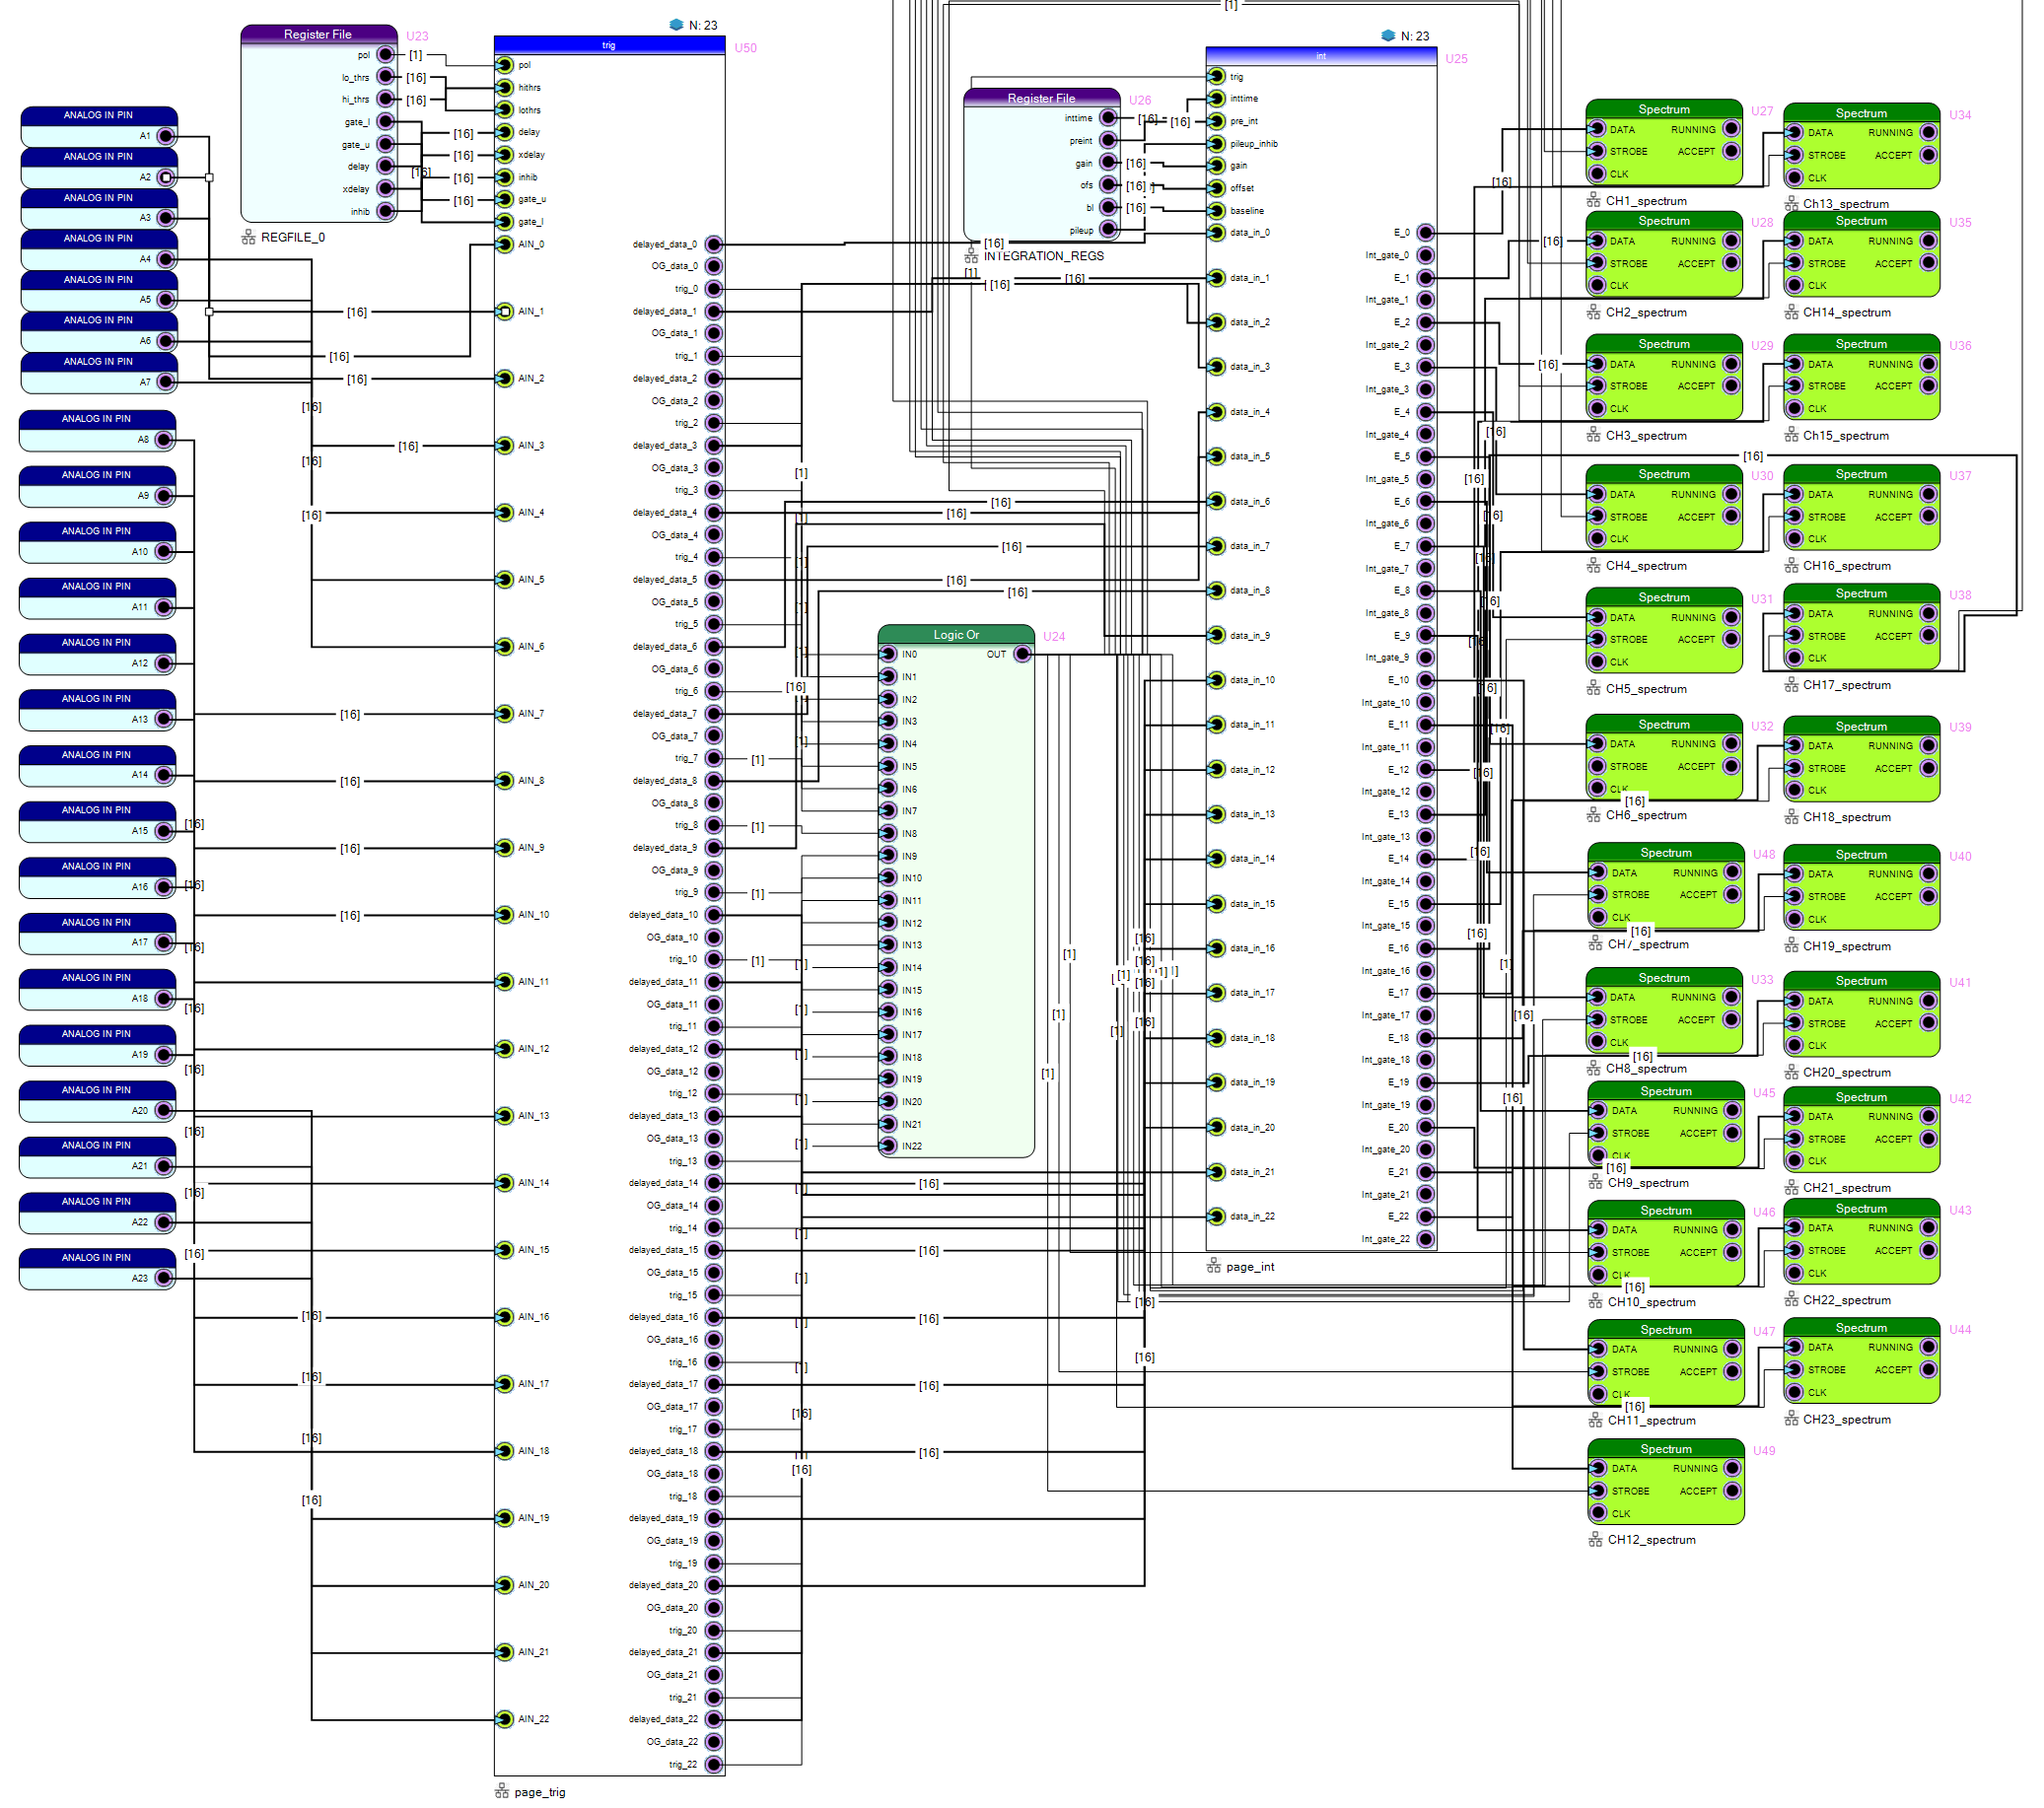 Register File
U23
pol
lo_thrs
hi_thrs
gate_l
gate_u
delay
xdelay
inhib
REGFILE_0
[1]
[16]
[16]
[16]
[16]
[16]
[16]
[16]
ANALOG IN PIN
A1
ANALOG IN PIN
A2
ANALOG IN PIN
A3
ANALOG IN PIN
A4
ANALOG IN PIN
A5
ANALOG IN PIN
A6
ANALOG IN PIN
A7
ANALOG IN PIN
A8
ANALOG IN PIN
A9
ANALOG IN PIN
A10
ANALOG IN PIN
A11
ANALOG IN PIN
A12
ANALOG IN PIN
A13
ANALOG IN PIN
A14
ANALOG IN PIN
A15
ANALOG IN PIN
A16
ANALOG IN PIN
A17
ANALOG IN PIN
A18
ANALOG IN PIN
A19
ANALOG IN PIN
A20
ANALOG IN PIN
A21
ANALOG IN PIN
A22
ANALOG IN PIN
A23
N: 23
trig
U50
pol
hithrs
lothrs
delay
xdelay
inhib
gate_u
gate_l
AIN_0
AIN_1
AIN_2
AIN_3
AIN_4
AIN_5
AIN_6
AIN_7
AIN_8
AIN_9
AIN_10
AIN_11
AIN_12
AIN_13
AIN_14
AIN_15
AIN_16
AIN_17
AIN_18
AIN_19
AIN_20
AIN_21
AIN_22
delayed_data_0
OG_data_0
trig_0
delayed_data_1
OG_data_1
trig_1
delayed_data_2
OG_data_2
trig_2
delayed_data_3
OG_data_3
trig_3
delayed_data_4
OG_data_4
trig_4
delayed_data_5
OG_data_5
trig_5
delayed_data_6
OG_data_6
trig_6
delayed_data_7
OG_data_7
trig_7
delayed_data_8
OG_data_8
trig_8
delayed_data_9
OG_data_9
trig_9
delayed_data_10
OG_data_10
trig_10
delayed_data_11
OG_data_11
trig_11
delayed_data_12
OG_data_12
trig_12
delayed_data_13
OG_data_13
trig_13
delayed_data_14
OG_data_14
trig_14
delayed_data_15
OG_data_15
trig_15
delayed_data_16
OG_data_16
trig_16
delayed_data_17
OG_data_17
trig_17
delayed_data_18
OG_data_18
trig_18
delayed_data_19
OG_data_19
trig_19
delayed_data_20
OG_data_20
trig_20
delayed_data_21
OG_data_21
trig_21
delayed_data_22
OG_data_22
trig_22
page_trig
Logic Or
U24
OUT
IN0
IN1
IN2
IN3
IN4
IN5
IN6
IN7
IN8
IN9
IN10
IN11
IN12
IN13
IN14
IN15
IN16
IN17
IN18
IN19
IN20
IN21
IN22
Register File
U26
inttime
preint
gain
ofs
bl
pileup
INTEGRATION_REGS
N: 23
int
U25
trig
inttime
pre_int
pileup_inhib
gain
offset
baseline
data_in_0
data_in_1
data_in_2
data_in_3
data_in_4
data_in_5
data_in_6
data_in_7
data_in_8
data_in_9
data_in_10
data_in_11
data_in_12
data_in_13
data_in_14
data_in_15
data_in_16
data_in_17
data_in_18
data_in_19
data_in_20
data_in_21
data_in_22
E_0
Int_gate_0
E_1
Int_gate_1
E_2
Int_gate_2
E_3
Int_gate_3
E_4
Int_gate_4
E_5
Int_gate_5
E_6
Int_gate_6
E_7
Int_gate_7
E_8
Int_gate_8
E_9
Int_gate_9
E_10
Int_gate_10
E_11
Int_gate_11
E_12
Int_gate_12
E_13
Int_gate_13
E_14
Int_gate_14
E_15
Int_gate_15
E_16
Int_gate_16
E_17
Int_gate_17
E_18
Int_gate_18
E_19
Int_gate_19
E_20
Int_gate_20
E_21
Int_gate_21
E_22
Int_gate_22
page_int
Spectrum
U27
DATA RUNNING
STROBE ACCEPT
CLK
CH1_spectrum
Spectrum
U28
DATA RUNNING
STROBE ACCEPT
CLK
CH2_spectrum
Spectrum
U29
DATA RUNNING
STROBE ACCEPT
CLK
CH3_spectrum
Spectrum
U30
DATA RUNNING
STROBE ACCEPT
CLK
CH4_spectrum
Spectrum
U31
DATA RUNNING
STROBE ACCEPT
CLK
CH5_spectrum
Spectrum
U32
DATA RUNNING
STROBE ACCEPT
CLK
CH6_spectrum
Spectrum
U48
DATA RUNNING
STROBE ACCEPT
CLK
CH7_spectrum
Spectrum
U33
DATA RUNNING
STROBE ACCEPT
CLK
CH8_spectrum
Spectrum
U45
DATA RUNNING
STROBE ACCEPT
CLK
CH9_spectrum
Spectrum
U46
DATA RUNNING
STROBE ACCEPT
CLK
CH10_spectrum
Spectrum
U47
DATA RUNNING
STROBE ACCEPT
CLK
CH11_spectrum
Spectrum
U49
DATA RUNNING
STROBE ACCEPT
CLK
CH12_spectrum
Spectrum
U34
DATA RUNNING
STROBE ACCEPT
CLK
Ch13_spectrum
Spectrum
U35
DATA RUNNING
STROBE ACCEPT
CLK
CH14_spectrum
Spectrum
U36
DATA RUNNING
STROBE ACCEPT
CLK
Ch15_spectrum
Spectrum
U37
DATA RUNNING
STROBE ACCEPT
CLK
CH16_spectrum
Spectrum
U38
DATA RUNNING
STROBE ACCEPT
CLK
CH17_spectrum
Spectrum
U39
DATA RUNNING
STROBE ACCEPT
CLK
CH18_spectrum
Spectrum
U40
DATA RUNNING
STROBE ACCEPT
CLK
CH19_spectrum
Spectrum
U41
DATA RUNNING
STROBE ACCEPT
CLK
CH20_spectrum
Spectrum
U42
DATA RUNNING
STROBE ACCEPT
CLK
CH21_spectrum
Spectrum
U43
DATA RUNNING
STROBE ACCEPT
CLK
CH22_spectrum
Spectrum
U44
DATA RUNNING
STROBE ACCEPT
CLK
CH23_spectrum